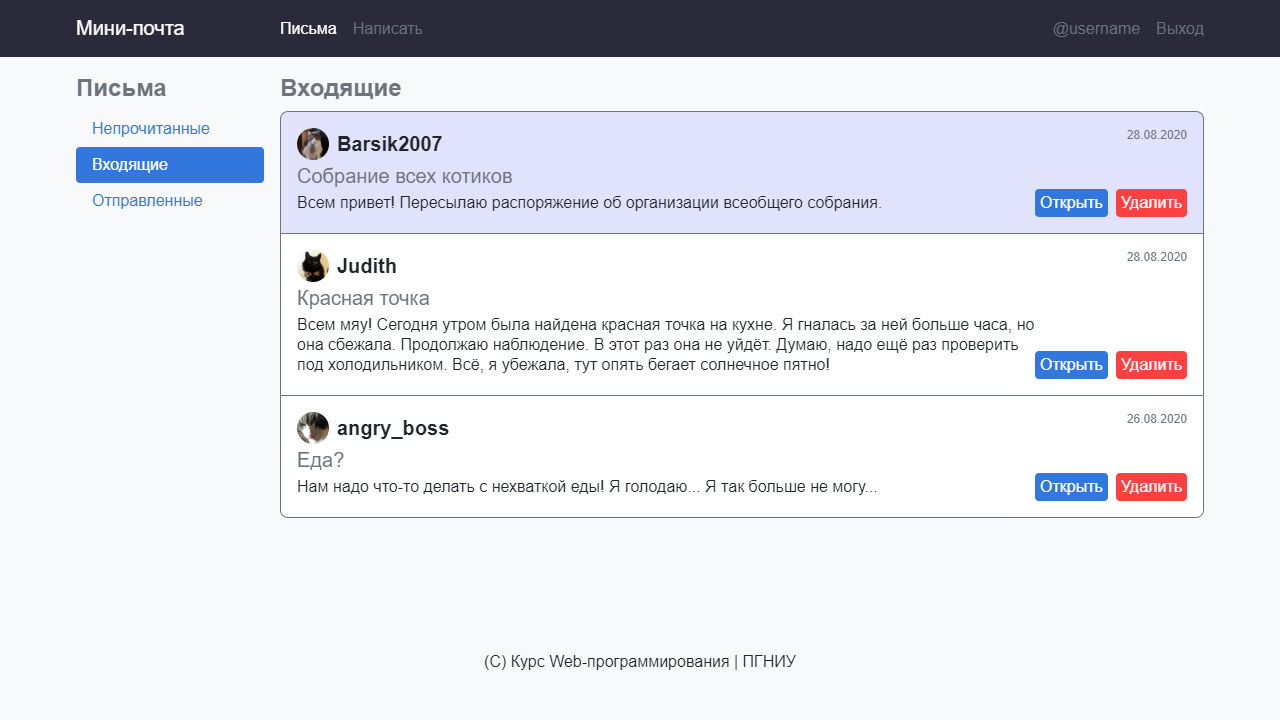 Мини-почта
Письма
Написать
@username
Выход
Письма
Непрочитанные
Входящие
Отправленные
Входящие
Barsik2007
28.08.2020
Собрание всех котиков
Всем привет! Пересылаю распоряжение об организации всеобщего собрания.
Открыть
Удалить
Judith
28.08.2020
Красная точка
Всем мяу! Сегодня утром была найдена красная точка на кухне. Я гналась за ней больше часа, но
она сбежала. Продолжаю наблюдение. В этот раз она не уйдёт. Думаю, надо ещё раз проверить
под холодильником. Всё, я убежала, тут опять бегает солнечное пятно!
Открыть
Удалить
angry_boss
26.08.2020
Еда?
Нам надо что-то делать с нехваткой еды! Я голодаю... Я так больше не могу...
Открыть
Удалить
(С) Курс Web-программирования | ПГНИУ